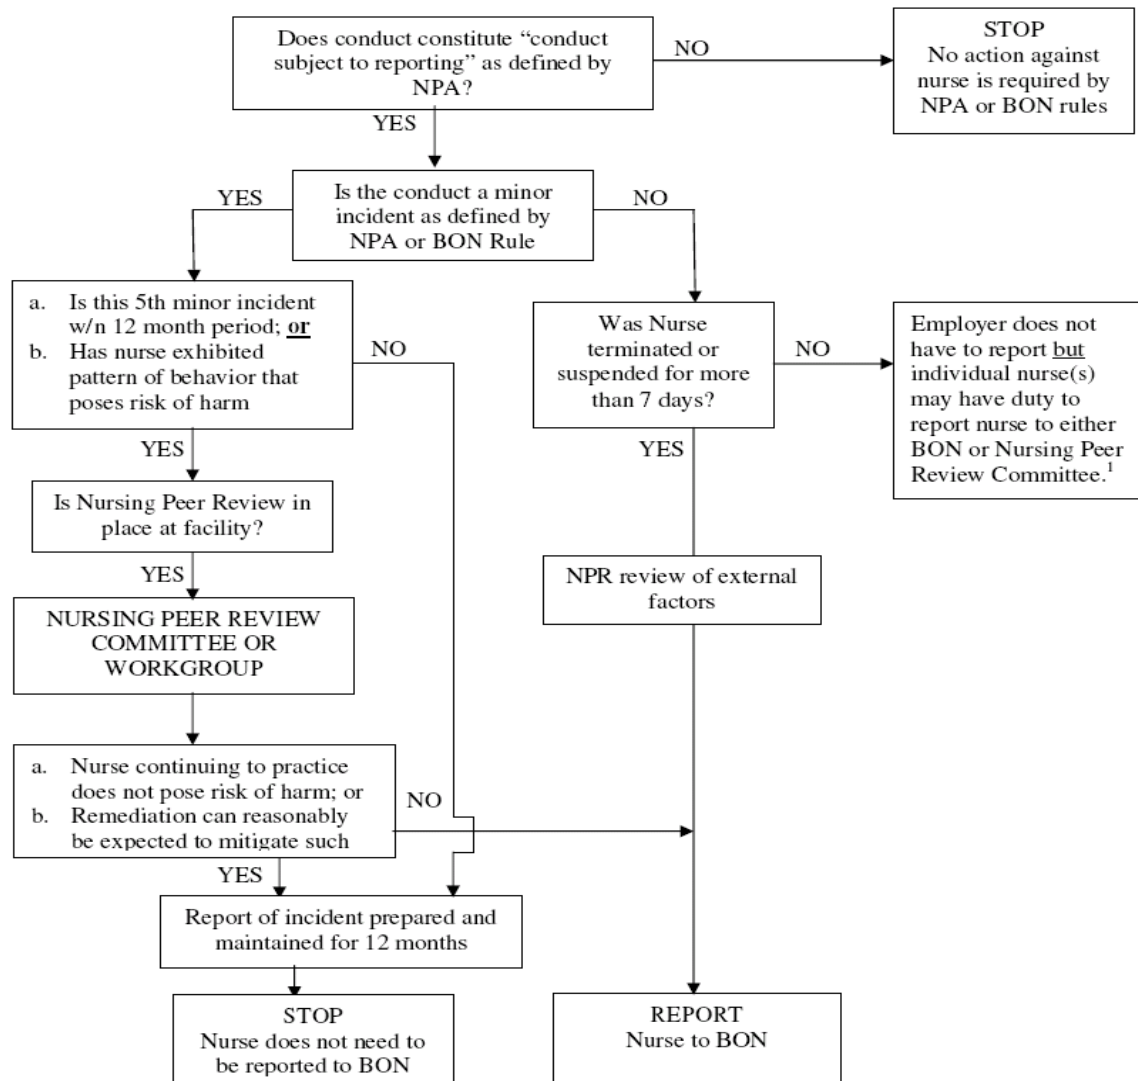 Does conduct constitute “conduct
subject to reporting” as defined by
NPA?
NO
STOP
No action against
nurse is required by
NPA or BON rules
YES
Is the conduct a minor
incident as defined by
NPA or BON Rule
YES
NO
a. Is this 5th minor incident
w/n 12 month period; or
b. Has nurse exhibited
pattern of behavior that
poses risk of harm
NO
Was Nurse
terminated or
suspended for more
than 7 days?
NO
Employer does not
have to report but
individual nurse(s)
may have duty to
report nurse to either
BON or Nursing Peer
Review Committee.1
YES
YES
Is Nursing Peer Review in
place at facility?
YES
NPR review of external
factors
NURSING PEER REVIEW
COMMITTEE OR
WORKGROUP
a. Nurse continuing to practice
does not pose risk of harm; or
b. Remediation can reasonably
be expected to mitigate such
NO
YES
Report of incident prepared and
maintained for 12 months
STOP
Nurse does not need to
be reported to BON
REPORT
Nurse to BON